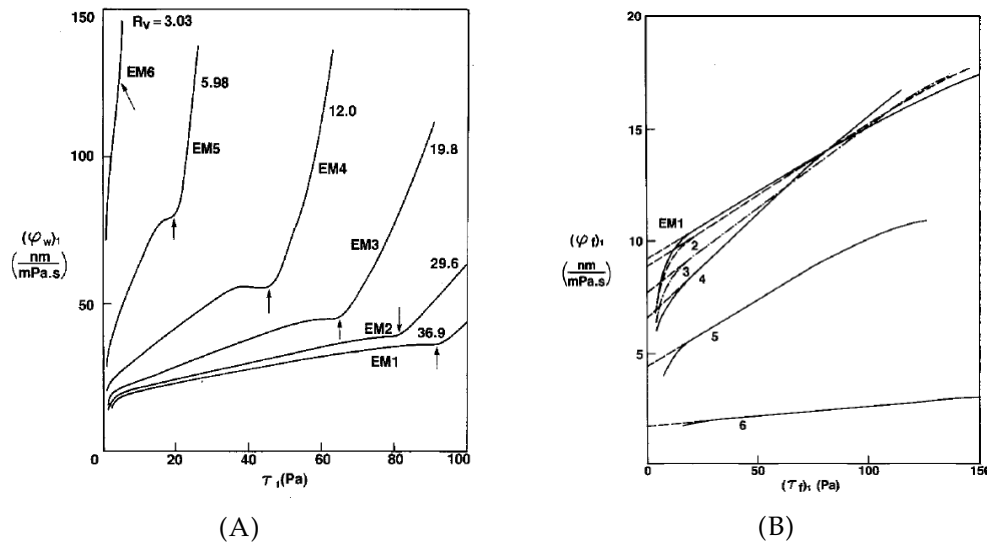 150
R_V = 3.03
EM6
5.98
EM5
12.0
EM4
19.8
100
(φ_w)_1
(nm/mPa.s)
EM3
29.6
50
EM2
36.9
EM1
0
20
40
60
80
100
τ_1(Pa)
(A)
20
15
EM1
(φ_f)_1
10
(nm/mPa.s)
2
3
4
5
5
6
0
50
100
150
(τ_f)_1 (Pa)
(B)